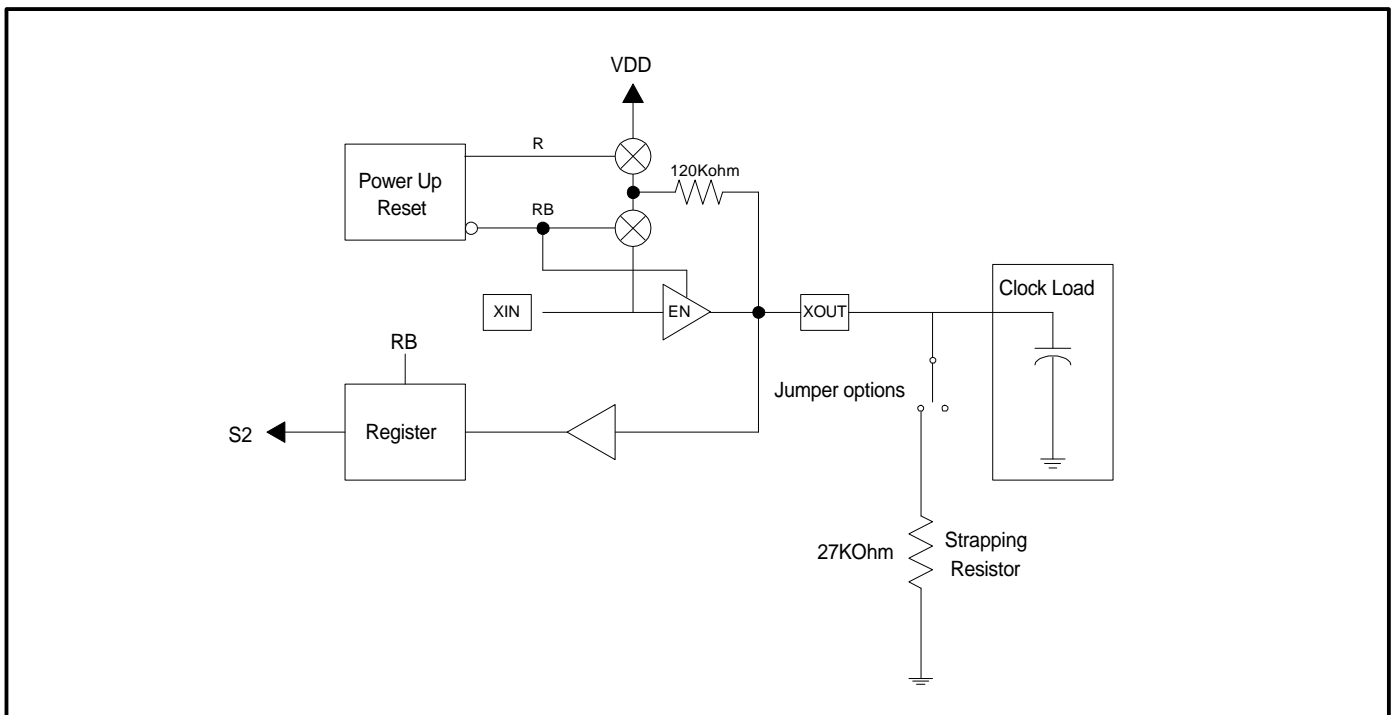 VDD
R
120Kohm
Power Up
Reset
RB
XIN
EN
XOUT
Clock Load
RB
Jumper options
S2
Register
27KOhm
Strapping
Resistor